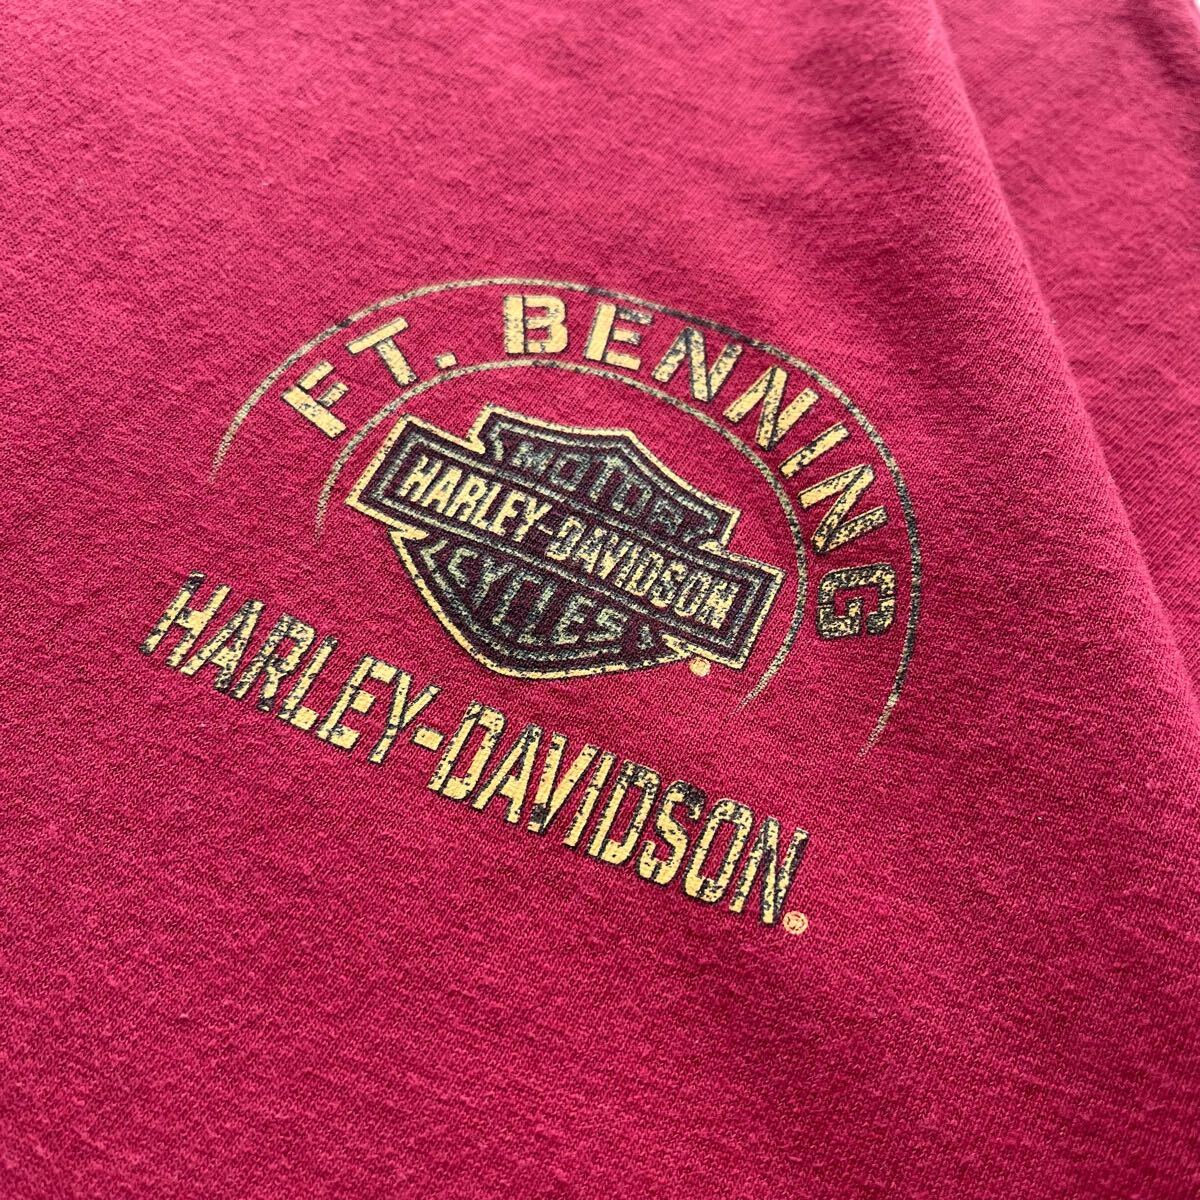 FT. BENNING
MOTOR
HARLEY-DAVIDSON
CYCLES
HARLEY-DAVIDSON